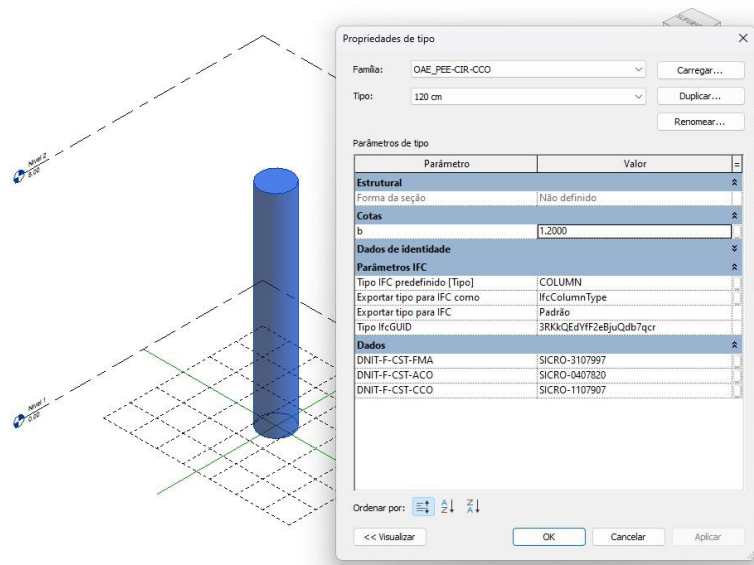 SUPERIOR
Propriedades de tipo
Família: OAE_PEE-CIR-CCO Carregar...
Tipo: 120 cm Duplicar...
Renomear...
Parâmetros de tipo
Parâmetro Valor =
Estrutural
Forma da seção Não definido
Cotas
b 1.2000
Dados de identidade
Parâmetros IFC
Tipo IFC predefinido [Tipo] COLUMN
Exportar tipo para IFC como IfcColumnType
Exportar tipo para IFC Padrão
Tipo IfcGUID 3RKkQEdYfF2eBjuQdb7qcr
Dados
DNIT-F-CST-FMA SICRO-3107997
DNIT-F-CST-ACO SICRO-0407820
DNIT-F-CST-CCO SICRO-1107907
Nível 2
8.00
Nível 1
0.00
Ordenar por:
<< Visualizar OK Cancelar Aplicar